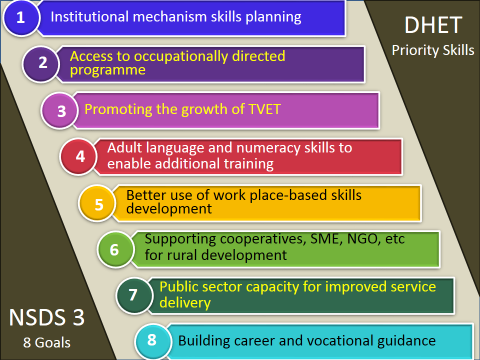 DHET
Priority Skills
1
Institutional mechanism skills planning
2
Access to occupationally directed
programme
3
Promoting the growth of TVET
4
Adult language and numeracy skills to
enable additional training
5
Better use of work place-based skills
development
6
Supporting cooperatives, SME, NGO, etc
for rural development
7
Public sector capacity for improved service
delivery
8
Building career and vocational guidance
NSDS 3
8 Goals